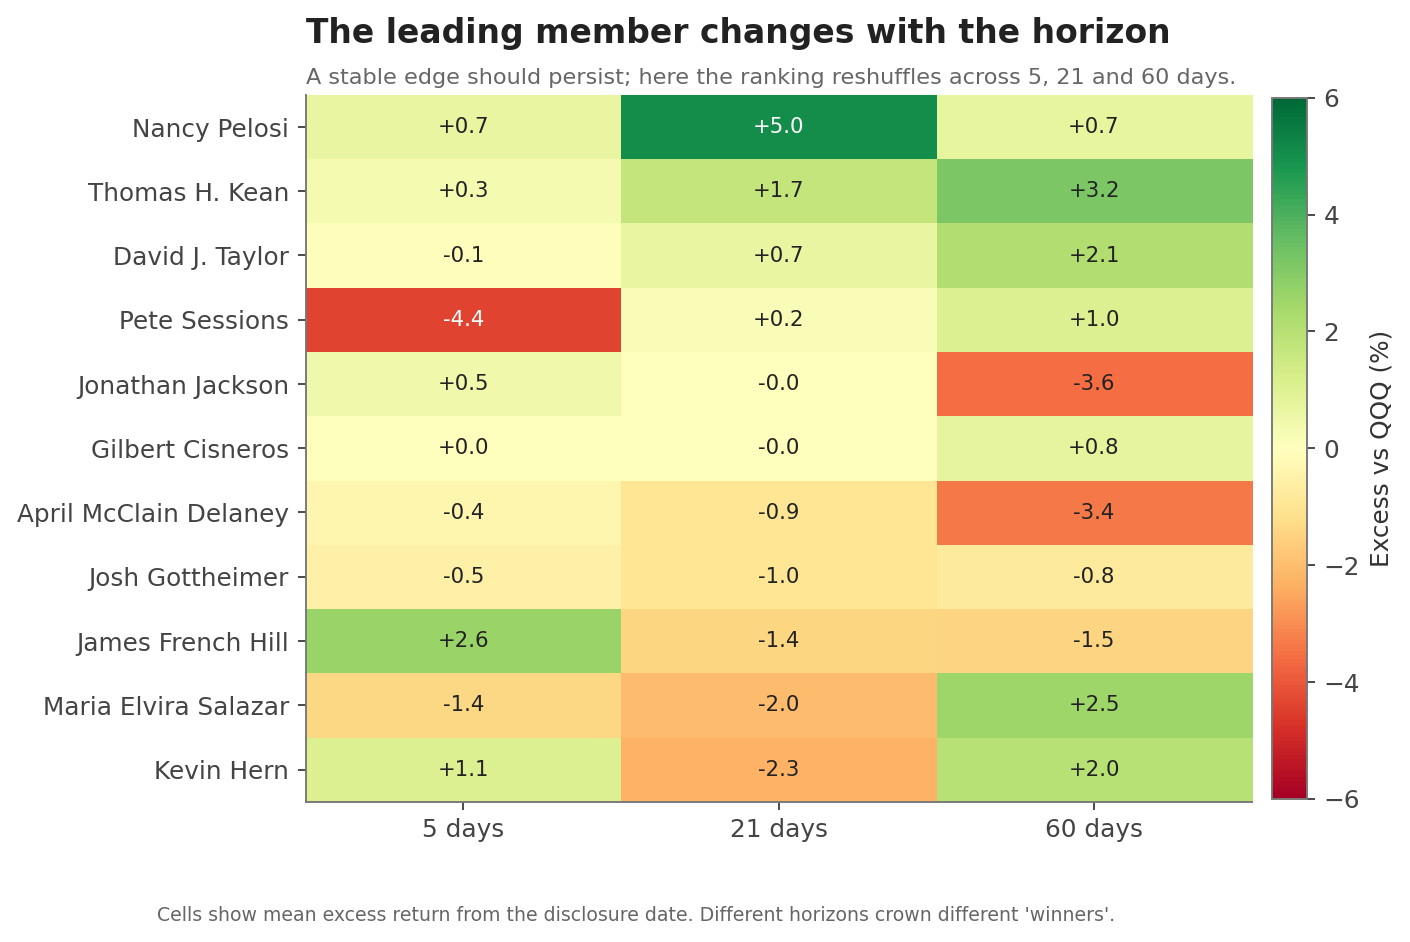 The leading member changes with the horizon
A stable edge should persist; here the ranking reshuffles across 5, 21 and 60 days.
Nancy Pelosi +0.7 +5.0 +0.7
Thomas H. Kean +0.3 +1.7 +3.2
David J. Taylor -0.1 +0.7 +2.1
Pete Sessions -4.4 +0.2 +1.0
Jonathan Jackson +0.5 -0.0 -3.6
Gilbert Cisneros +0.0 -0.0 +0.8
April McClain Delaney -0.4 -0.9 -3.4
Josh Gottheimer -0.5 -1.0 -0.8
James French Hill +2.6 -1.4 -1.5
Maria Elvira Salazar -1.4 -2.0 +2.5
Kevin Hern +1.1 -2.3 +2.0
5 days 21 days 60 days
6
4
2
0
−2
−4
−6
Excess vs QQQ (%)
Cells show mean excess return from the disclosure date. Different horizons crown different 'winners'.